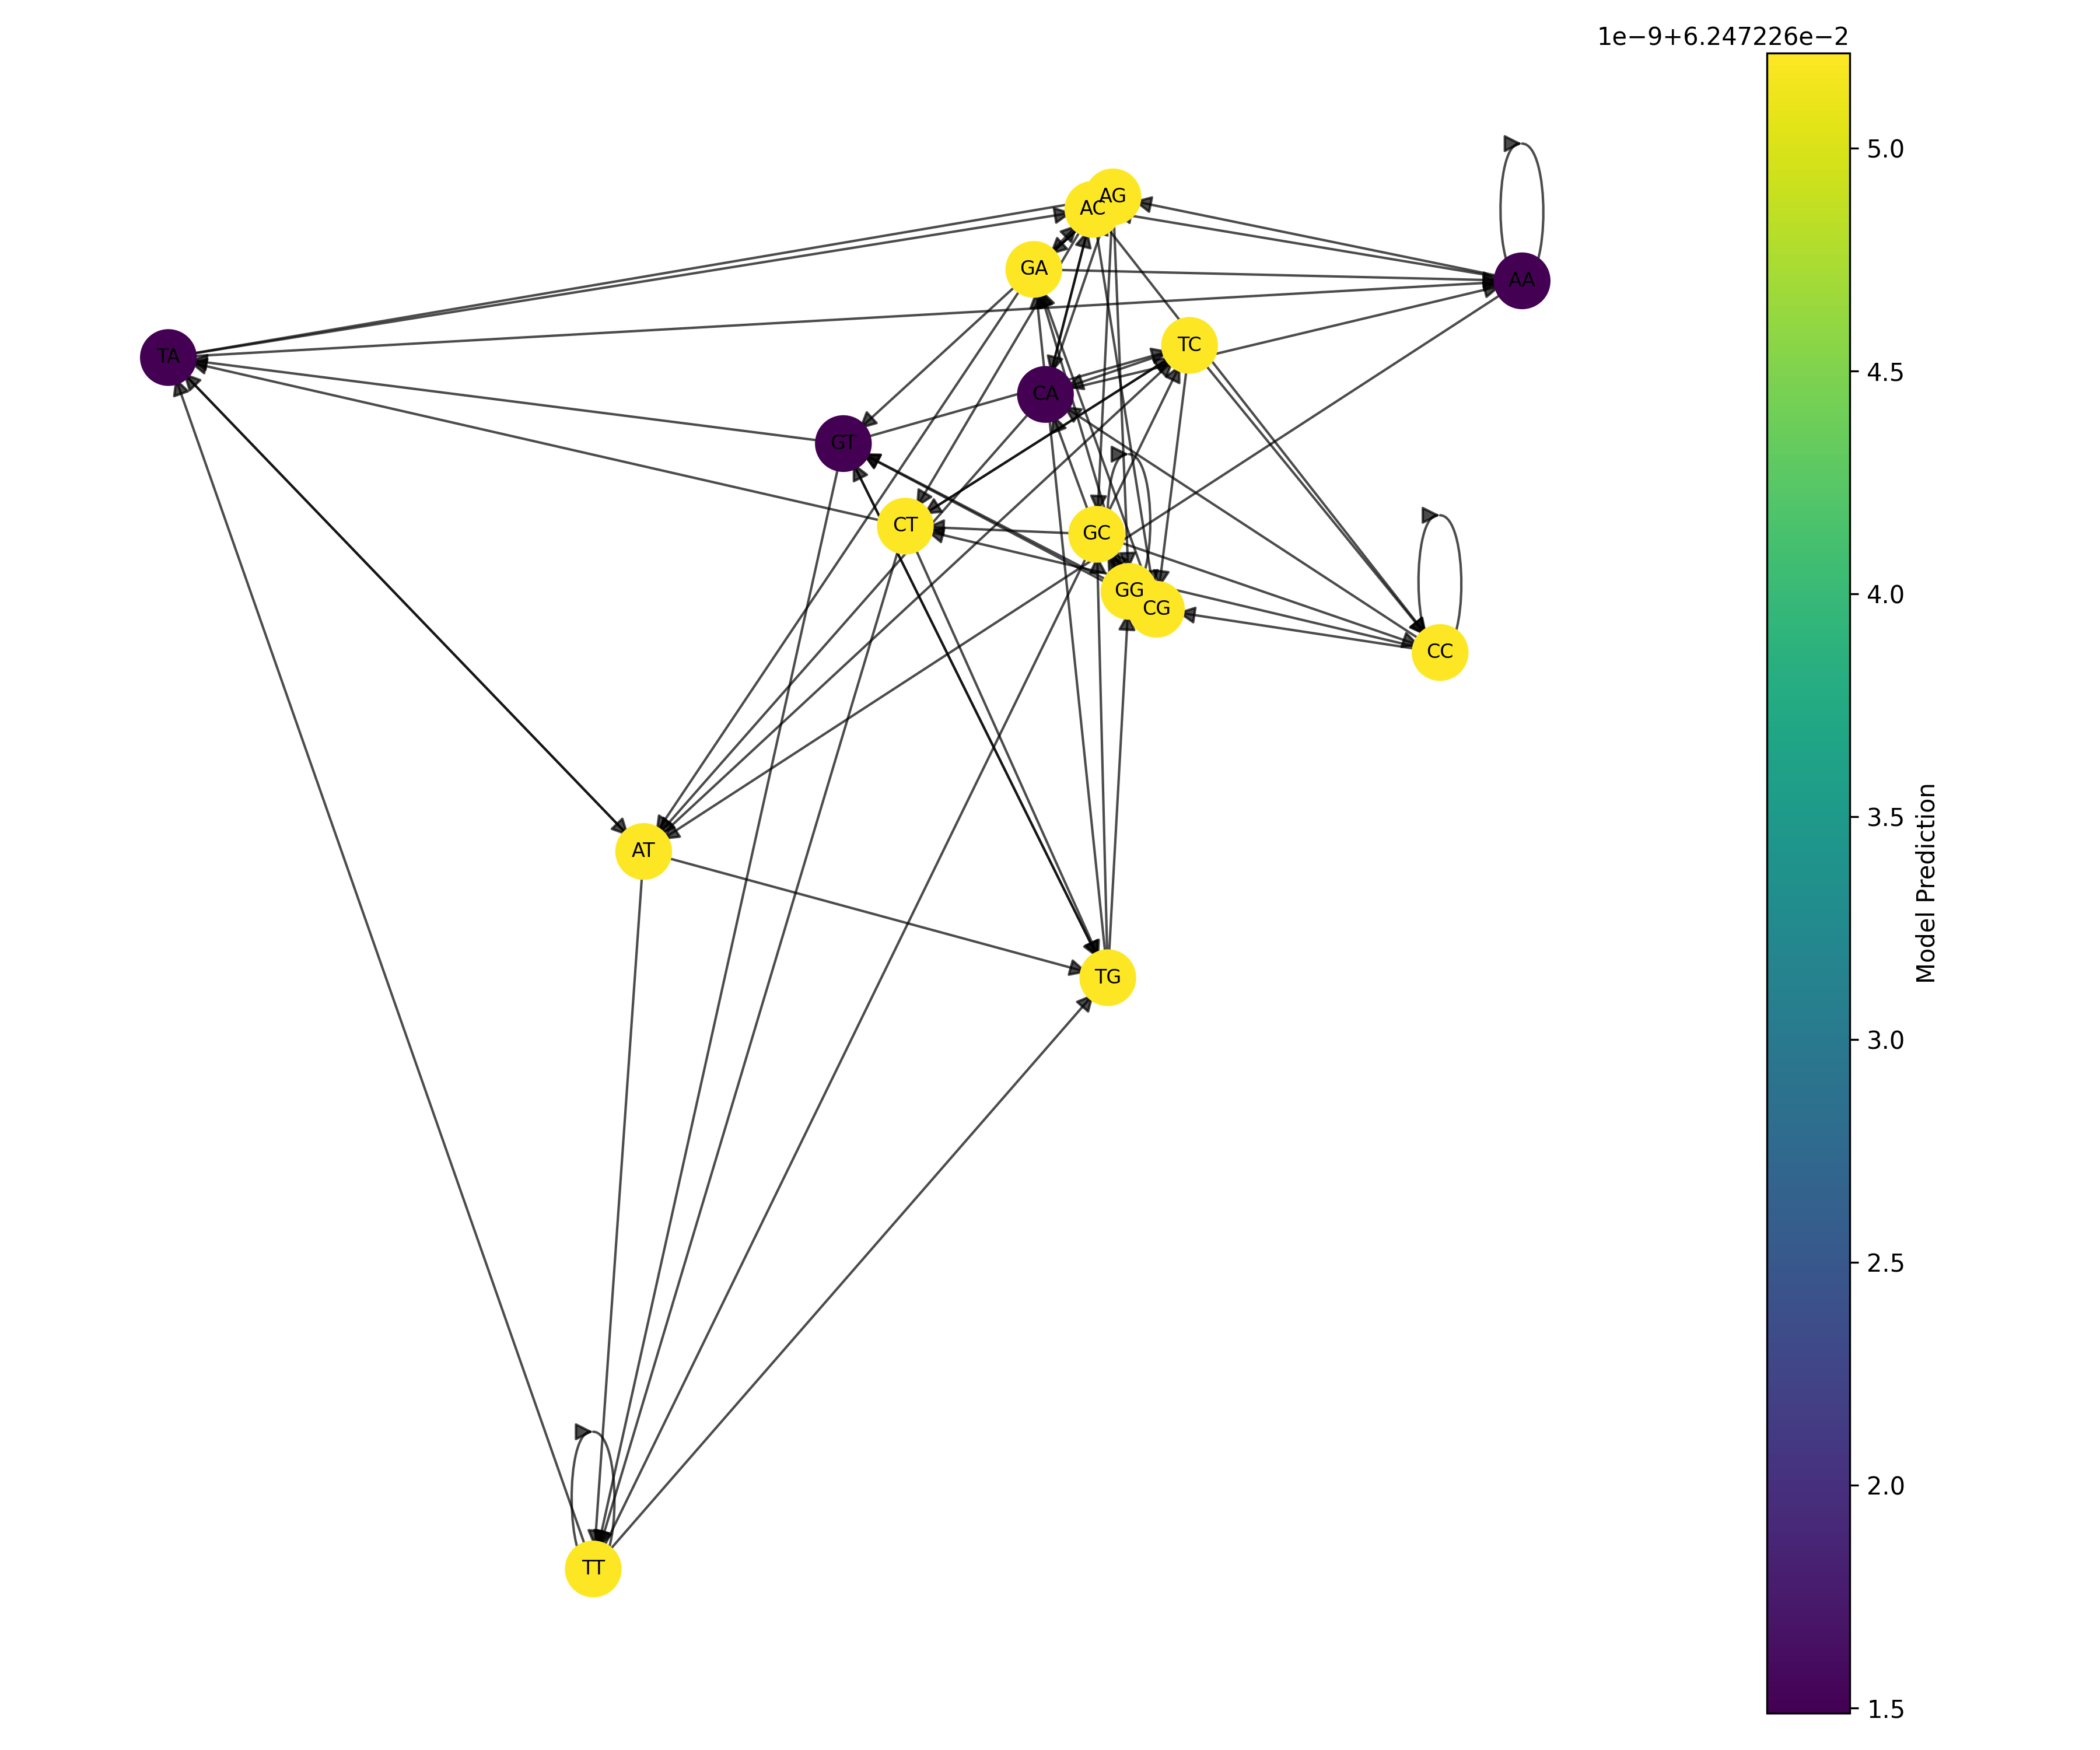 1e−9+6.247226e−2
AG
AC
GA
AA
TC
TA
CA
GT
CT
GC
GG
CG
CC
AT
TG
TT
5.0
4.5
4.0
3.5
3.0
2.5
2.0
1.5
Model Prediction